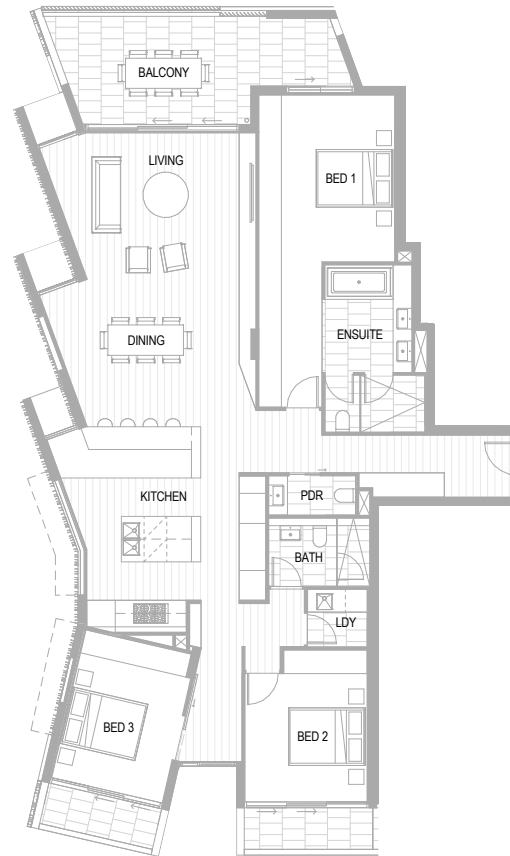 BALCONY
LIVING
BED 1
ENSUITE
DINING
KITCHEN
PDR
BATH
LDY
BED 3
BED 2